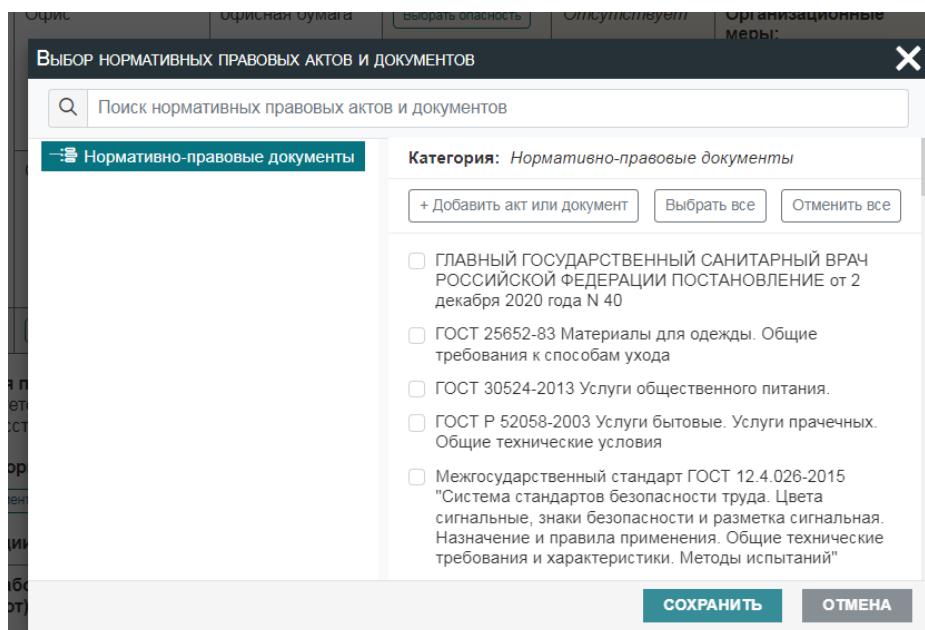 Офис
офисная бумага
Выбрать опасность
Отсутствует
Организационные
меры:
Выбор нормативных правовых актов и документов
Поиск нормативных правовых актов и документов
Нормативно-правовые документы
Категория: Нормативно-правовые документы
+ Добавить акт или документ
Выбрать все
Отменить все
ГЛАВНЫЙ ГОСУДАРСТВЕННЫЙ САНИТАРНЫЙ ВРАЧ
РОССИЙСКОЙ ФЕДЕРАЦИИ ПОСТАНОВЛЕНИЕ от 2
декабря 2020 года N 40
ГОСТ 25652-83 Материалы для одежды. Общие
требования к способам ухода
ГОСТ 30524-2013 Услуги общественного питания.
ГОСТ Р 52058-2003 Услуги бытовые. Услуги прачечных.
Общие технические условия
Межгосударственный стандарт ГОСТ 12.4.026-2015
"Система стандартов безопасности труда. Цвета
сигнальные, знаки безопасности и разметка сигнальная.
Назначение и правила применения. Общие технические
требования и характеристики. Методы испытаний"
СОХРАНИТЬ
ОТМЕНА